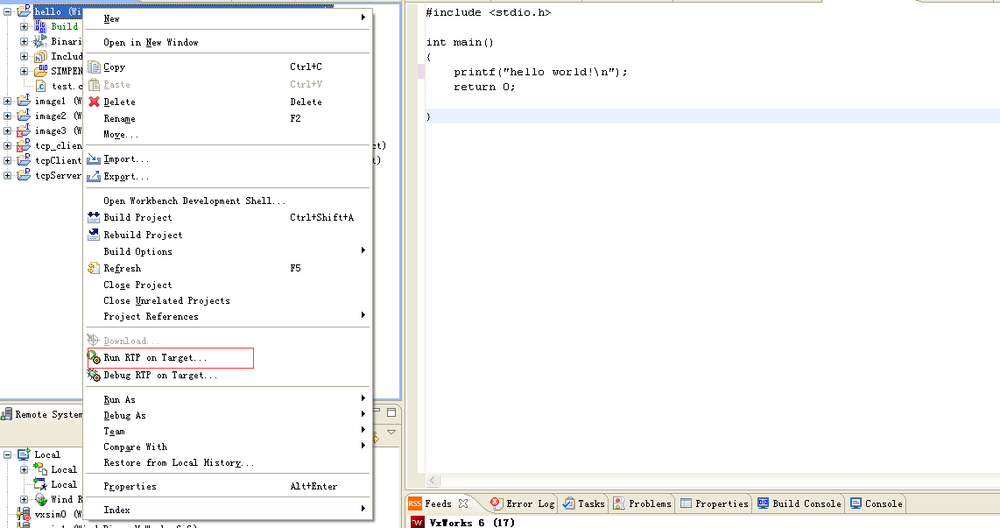 hello (Wi
Build
Binari
Includ
SIMPEN
test.c
image1 (W
image2 (W
image3 (W
tcp_clien
ct)
tcpClient
t)
tcpServer
New
Open in New Window
Copy Ctrl+C
Paste Ctrl+V
Delete Delete
Rename F2
Move...
Import...
Export...
Open Workbench Development Shell...
Build Project Ctrl+Shift+A
Rebuild Project
Build Options
Refresh F5
Close Project
Close Unrelated Projects
Project References
Download...
Run RTP on Target...
Debug RTP on Target...
Run As
Debug As
Team
Compare With
Restore from Local History...
Properties Alt+Enter
Index
Remote System
Local
Local
Local
Wind R
vxsim0 (W
#include <stdio.h>
int main()
{
printf("hello world!\n");
return 0;
}
RSS Feeds Error Log Tasks Problems Properties Build Console Console
VxWorks 6 (17)